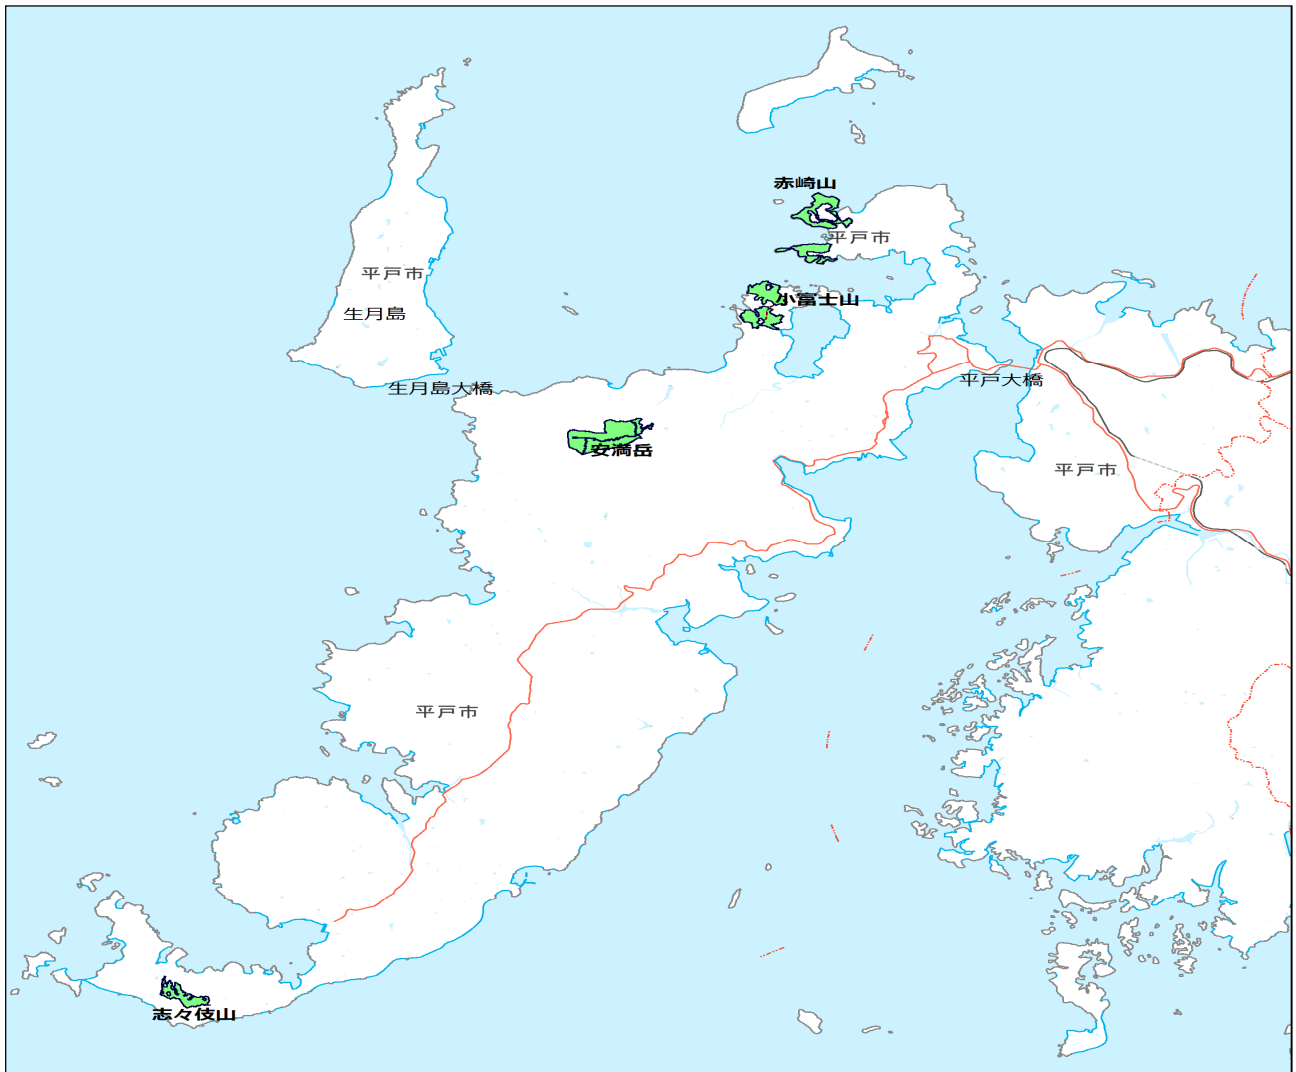 赤崎山
平戸市
平戸市
小富士山
生月島
平戸大橋
生月島大橋
安満岳
平戸市
平戸市
志々伎山